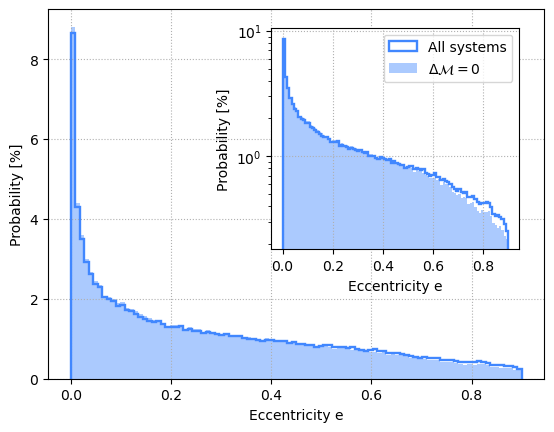 Probability [%]
8
6
4
2
0
0.0 0.2 0.4 0.6 0.8
Eccentricity e
Probability [%]
10¹
10⁰
0.0 0.2 0.4 0.6 0.8
Eccentricity e
All systems
Δℳ = 0